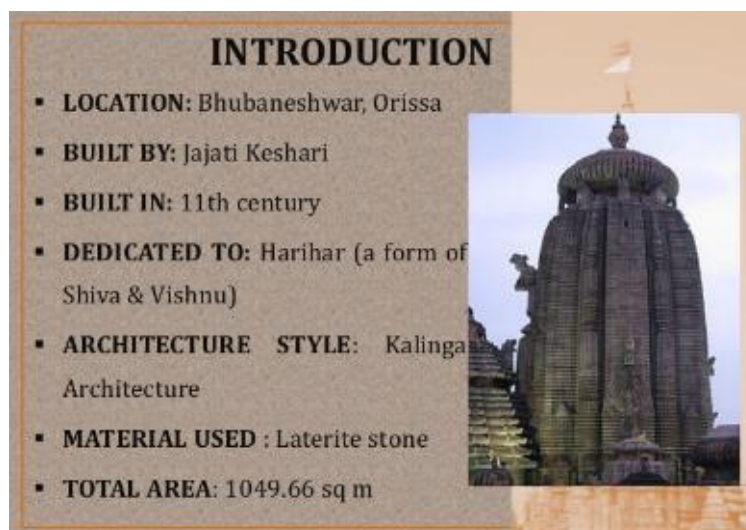 INTRODUCTION
▪ LOCATION: Bhubaneshwar, Orissa
▪ BUILT BY: Jajati Keshari
▪ BUILT IN: 11th century
▪ DEDICATED TO: Harihar (a form of
Shiva & Vishnu)
▪ ARCHITECTURE STYLE: Kalinga
Architecture
▪ MATERIAL USED : Laterite stone
▪ TOTAL AREA: 1049.66 sq m